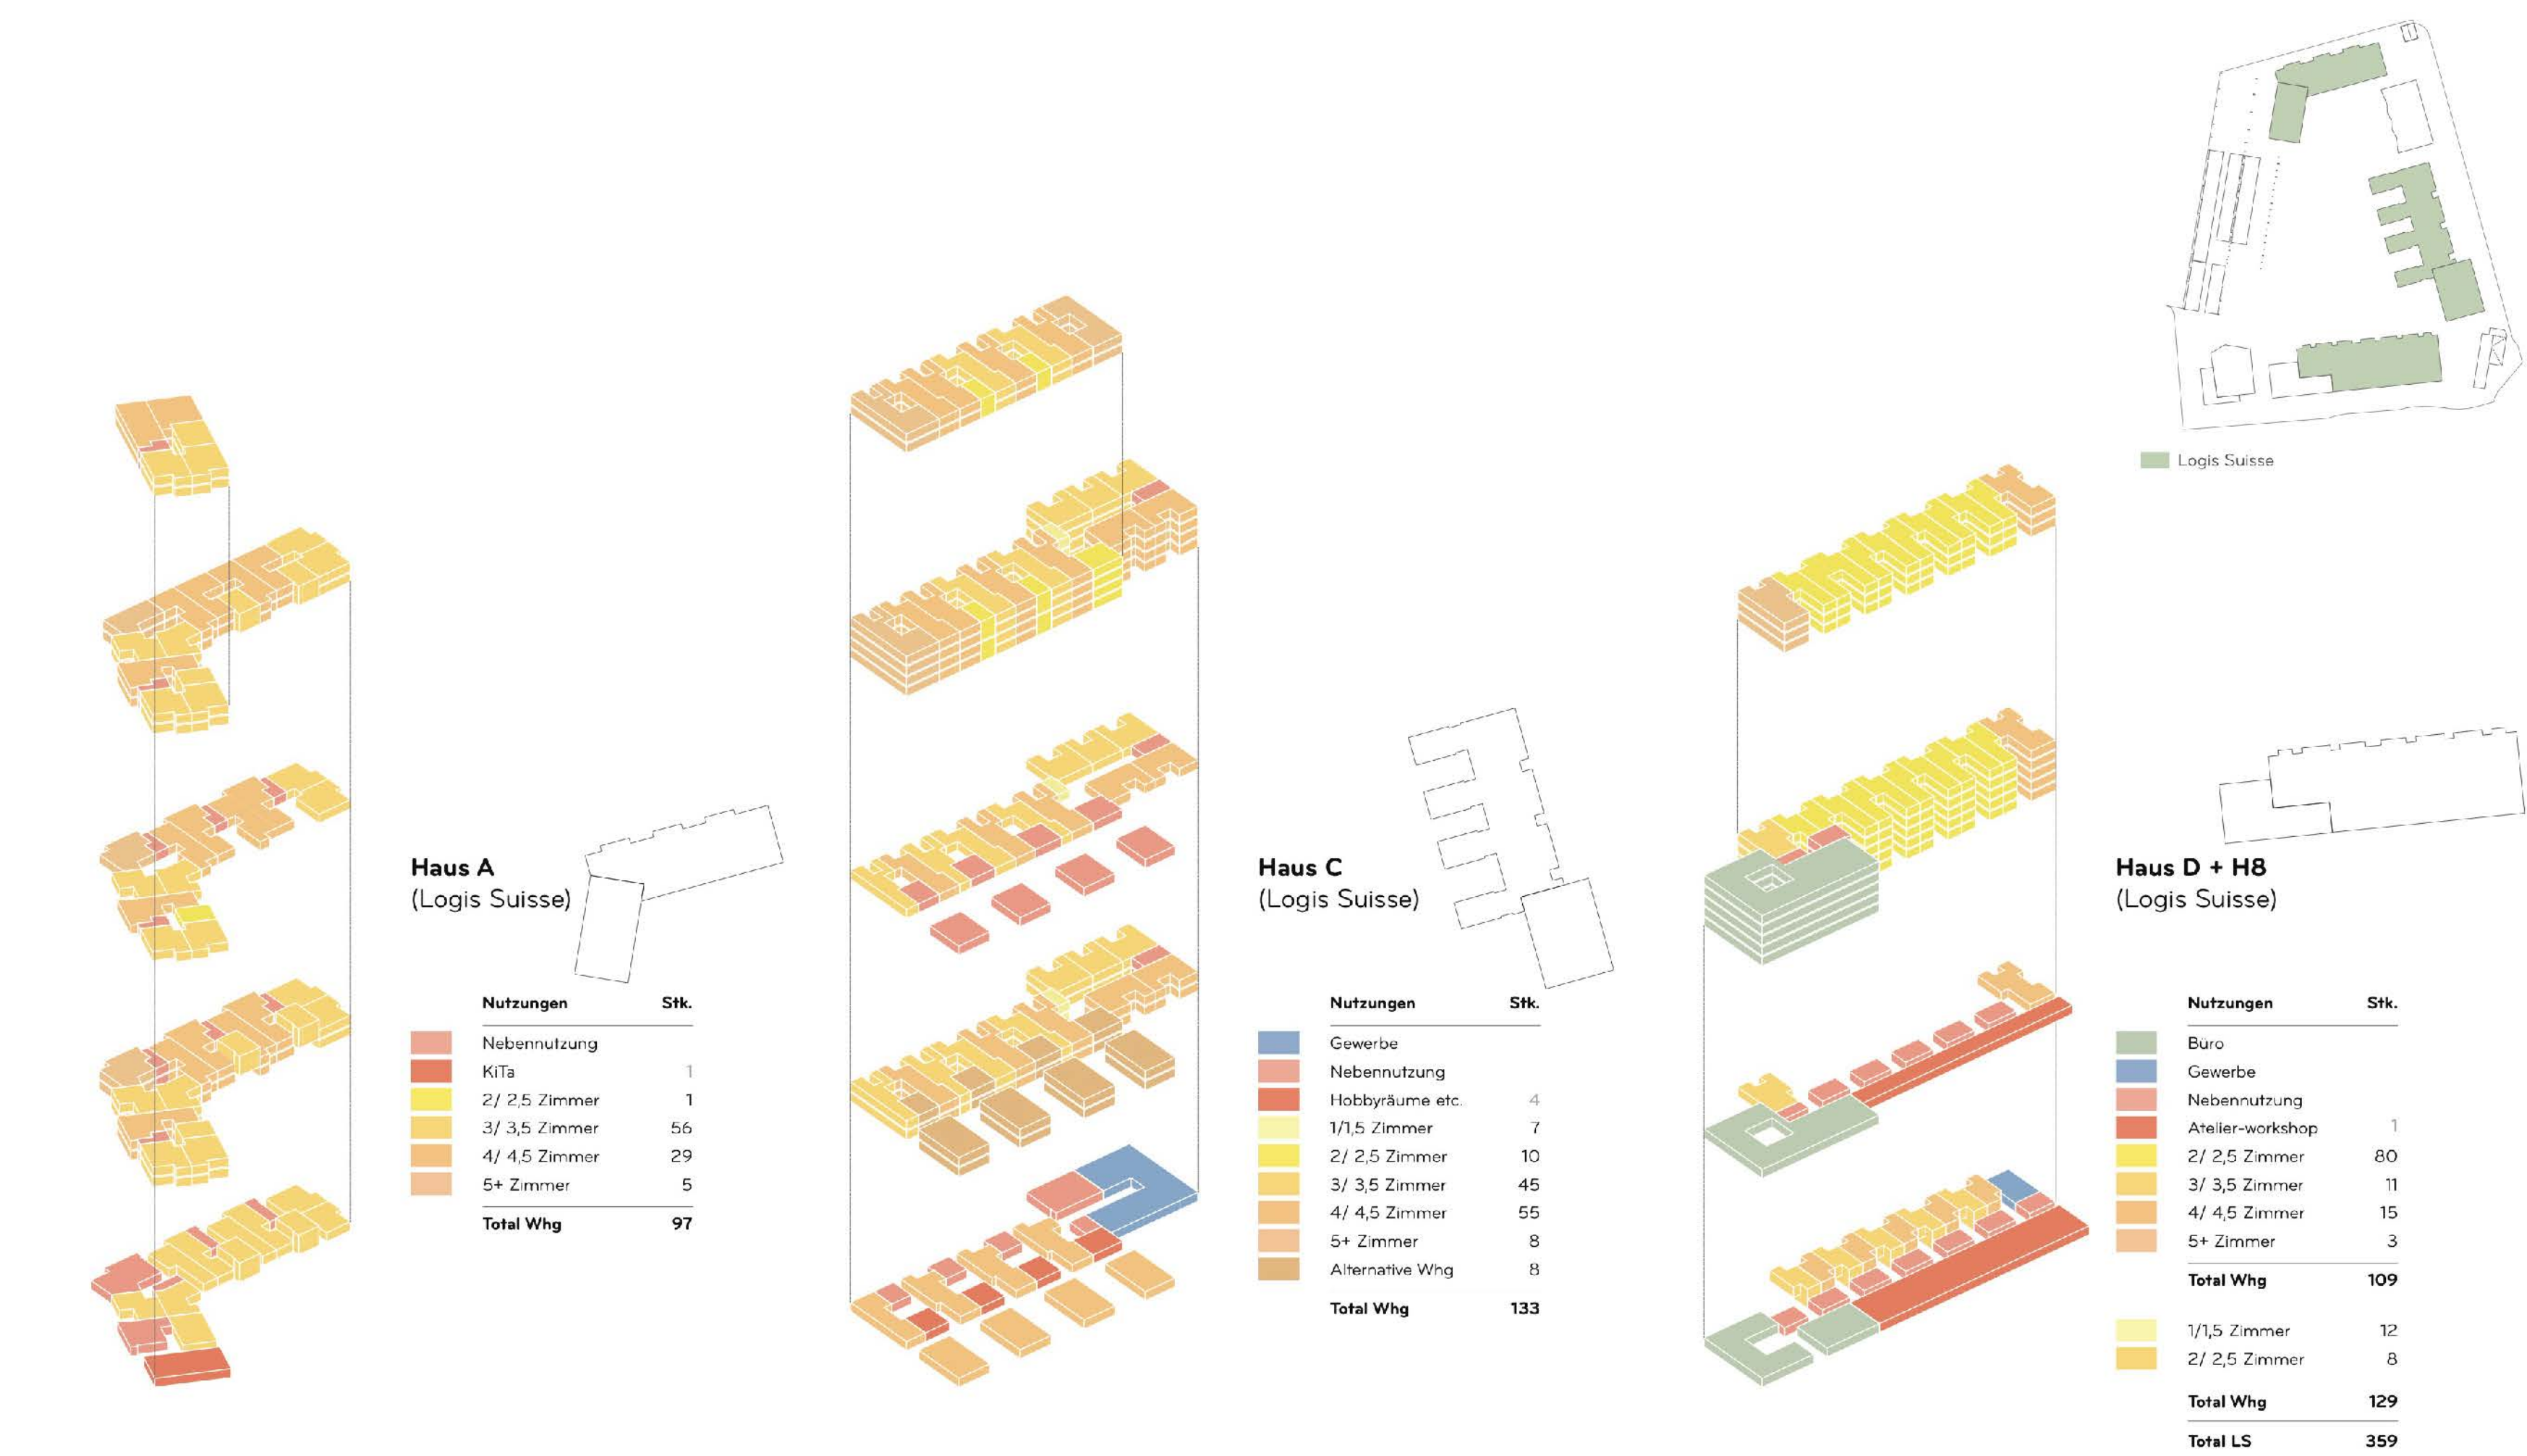 Logis Suisse
Haus A
(Logis Suisse)
Nutzungen Stk.
Nebennutzung
KiTa 1
2/ 2,5 Zimmer 1
3/ 3,5 Zimmer 56
4/ 4,5 Zimmer 29
5+ Zimmer 5
Total Whg 97
Haus C
(Logis Suisse)
Nutzungen Stk.
Gewerbe
Nebennutzung
Hobbyräume etc. 4
1/1,5 Zimmer 7
2/ 2,5 Zimmer 10
3/ 3,5 Zimmer 45
4/ 4,5 Zimmer 55
5+ Zimmer 8
Alternative Whg 8
Total Whg 133
Haus D + H8
(Logis Suisse)
Nutzungen Stk.
Büro
Gewerbe
Nebennutzung
Atelier-workshop 1
2/ 2,5 Zimmer 80
3/ 3,5 Zimmer 11
4/ 4,5 Zimmer 15
5+ Zimmer 3
Total Whg 109
1/1,5 Zimmer 12
2/ 2,5 Zimmer 8
Total Whg 129
Total LS 359